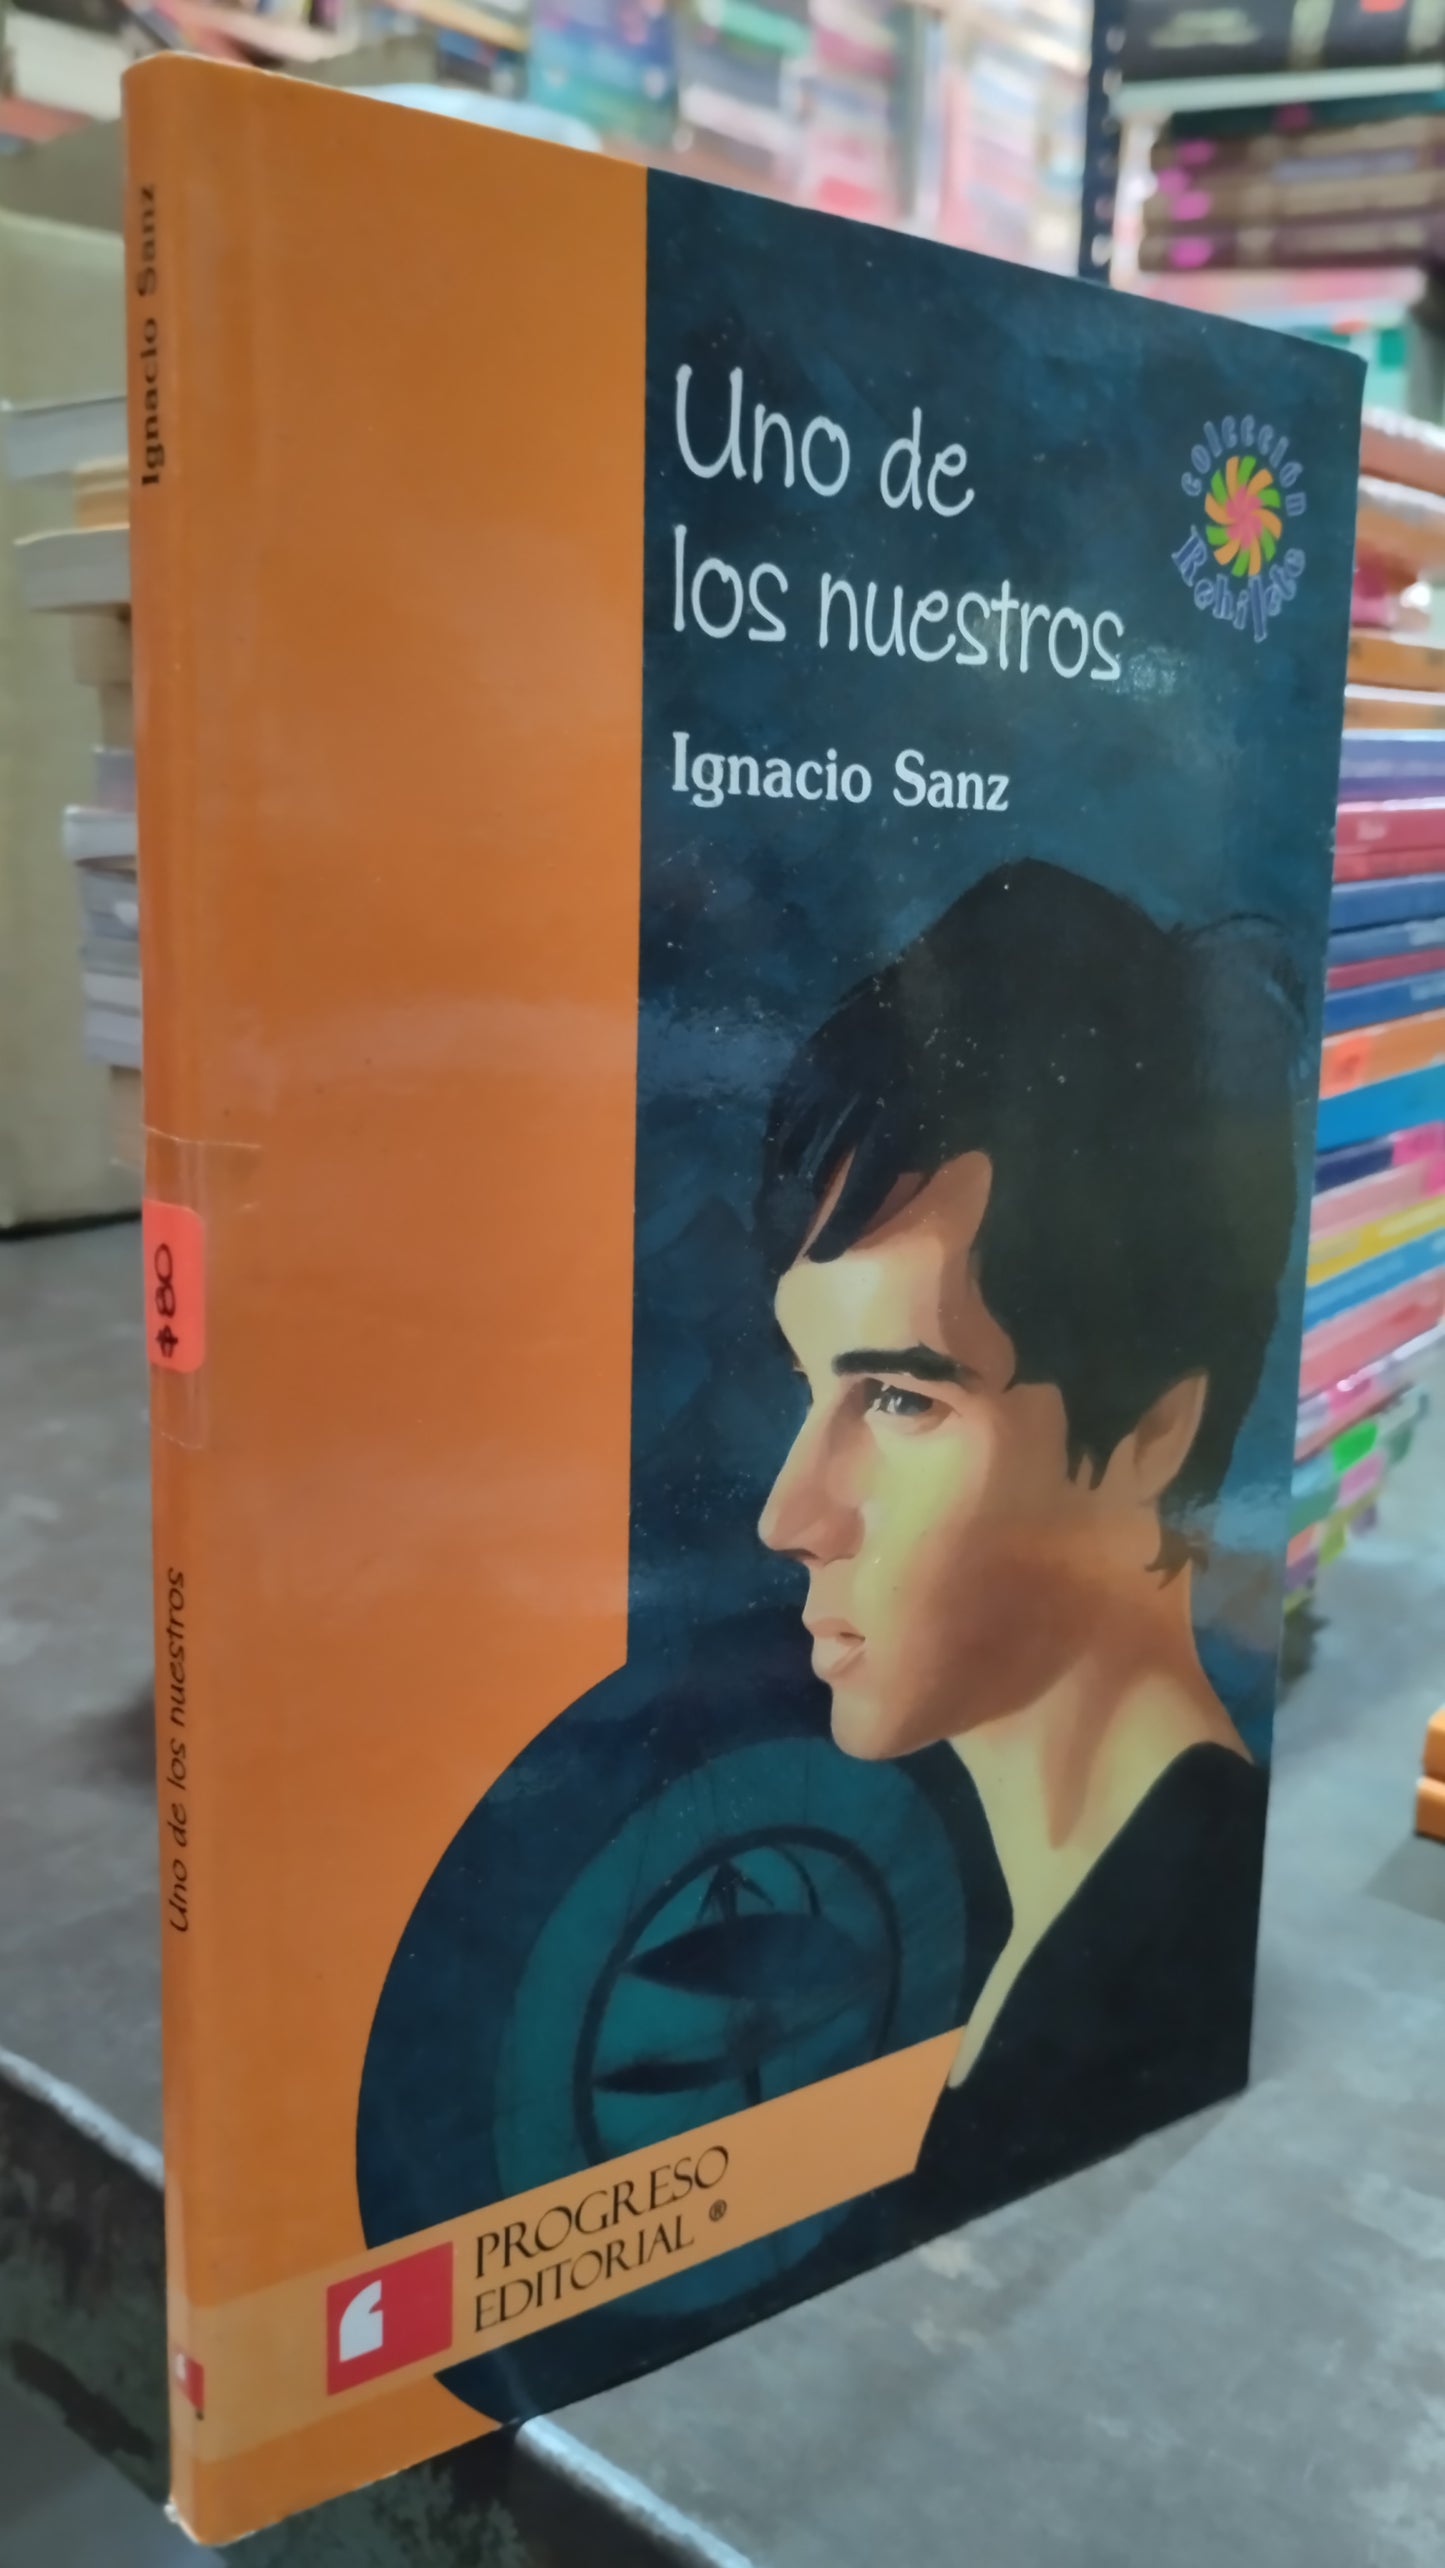 Ignacio Sanz
$80
Uno de los nuestros
Uno de
los nuestros
Ignacio Sanz
colección
Rehilete
PROGRESO
EDITORIAL ®